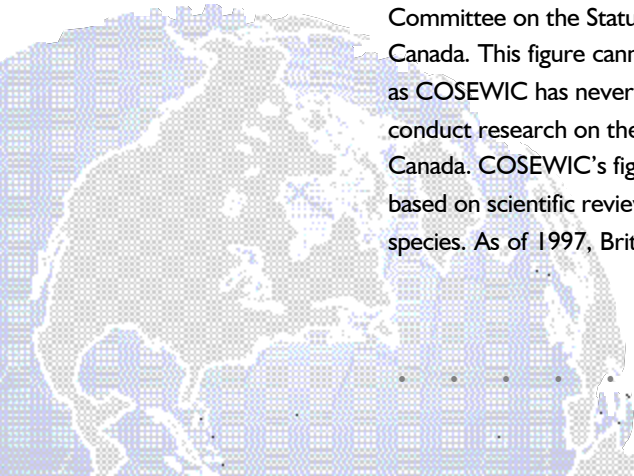 Committee on the Statu
Canada. This figure cann
as COSEWIC has never
conduct research on the
Canada. COSEWIC's fig
based on scientific review
species. As of 1997, Brit